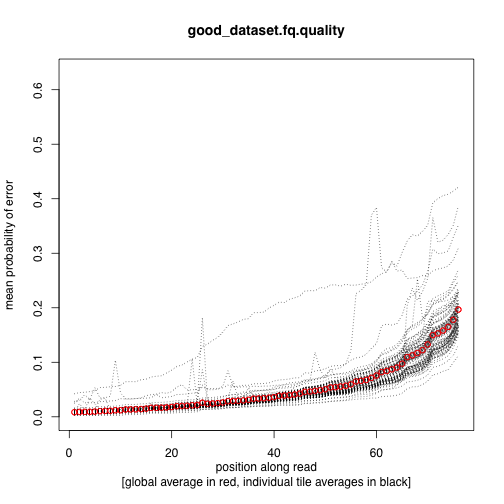 good_dataset.fq.quality
mean probability of error
0.6
0.5
0.4
0.3
0.2
0.1
0.0
0 20 40 60
position along read
[global average in red, individual tile averages in black]